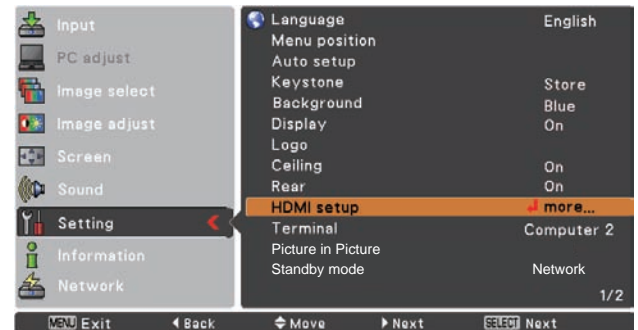 Input
PC adjust
Image select
Image adjust
Screen
Sound
Setting
Information
Network
Language English
Menu position
Auto setup
Keystone Store
Background Blue
Display On
Logo
Ceiling On
Rear On
HDMI setup more...
Terminal Computer 2
Picture in Picture
Standby mode Network
1/2
MENU Exit Back Move Next SELECT Next